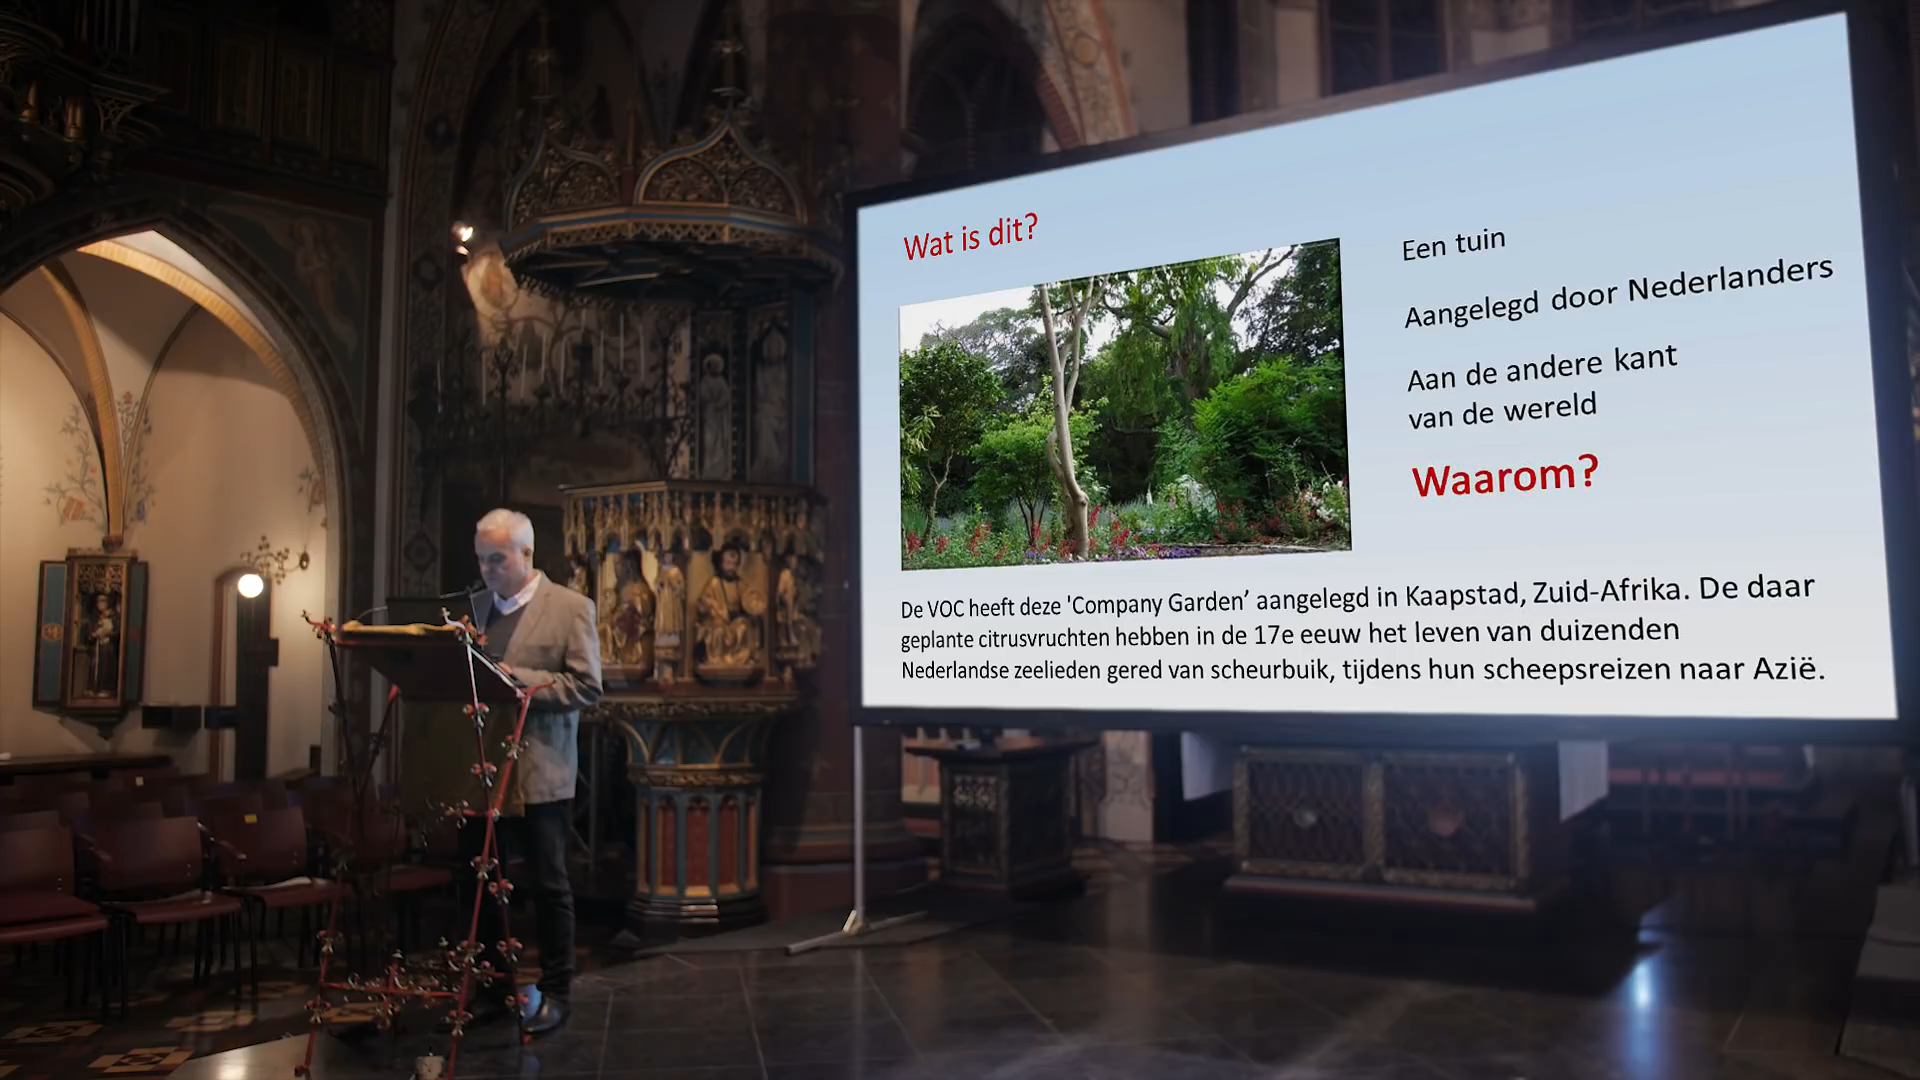 Wat is dit?
Een tuin
Aangelegd door Nederlanders
Aan de andere kant
van de wereld
Waarom?
De VOC heeft deze 'Company Garden’ aangelegd in Kaapstad, Zuid-Afrika. De daar
geplante citrusvruchten hebben in de 17e eeuw het leven van duizenden
Nederlandse zeelieden gered van scheurbuik, tijdens hun scheepsreizen naar Azië.